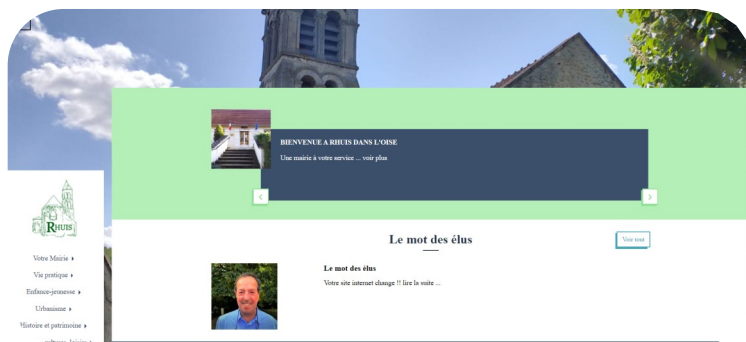 BIENVENUE A RHUIS DANS L'OISE
Une mairie à votre service ... voir plus
RHUIS
Votre Mairie
Vie pratique
Enfance-jeunesse
Urbanisme
Histoire et patrimoine
Le mot des élus
Voir tout
Le mot des élus
Votre site internet change !! lire la suite ...